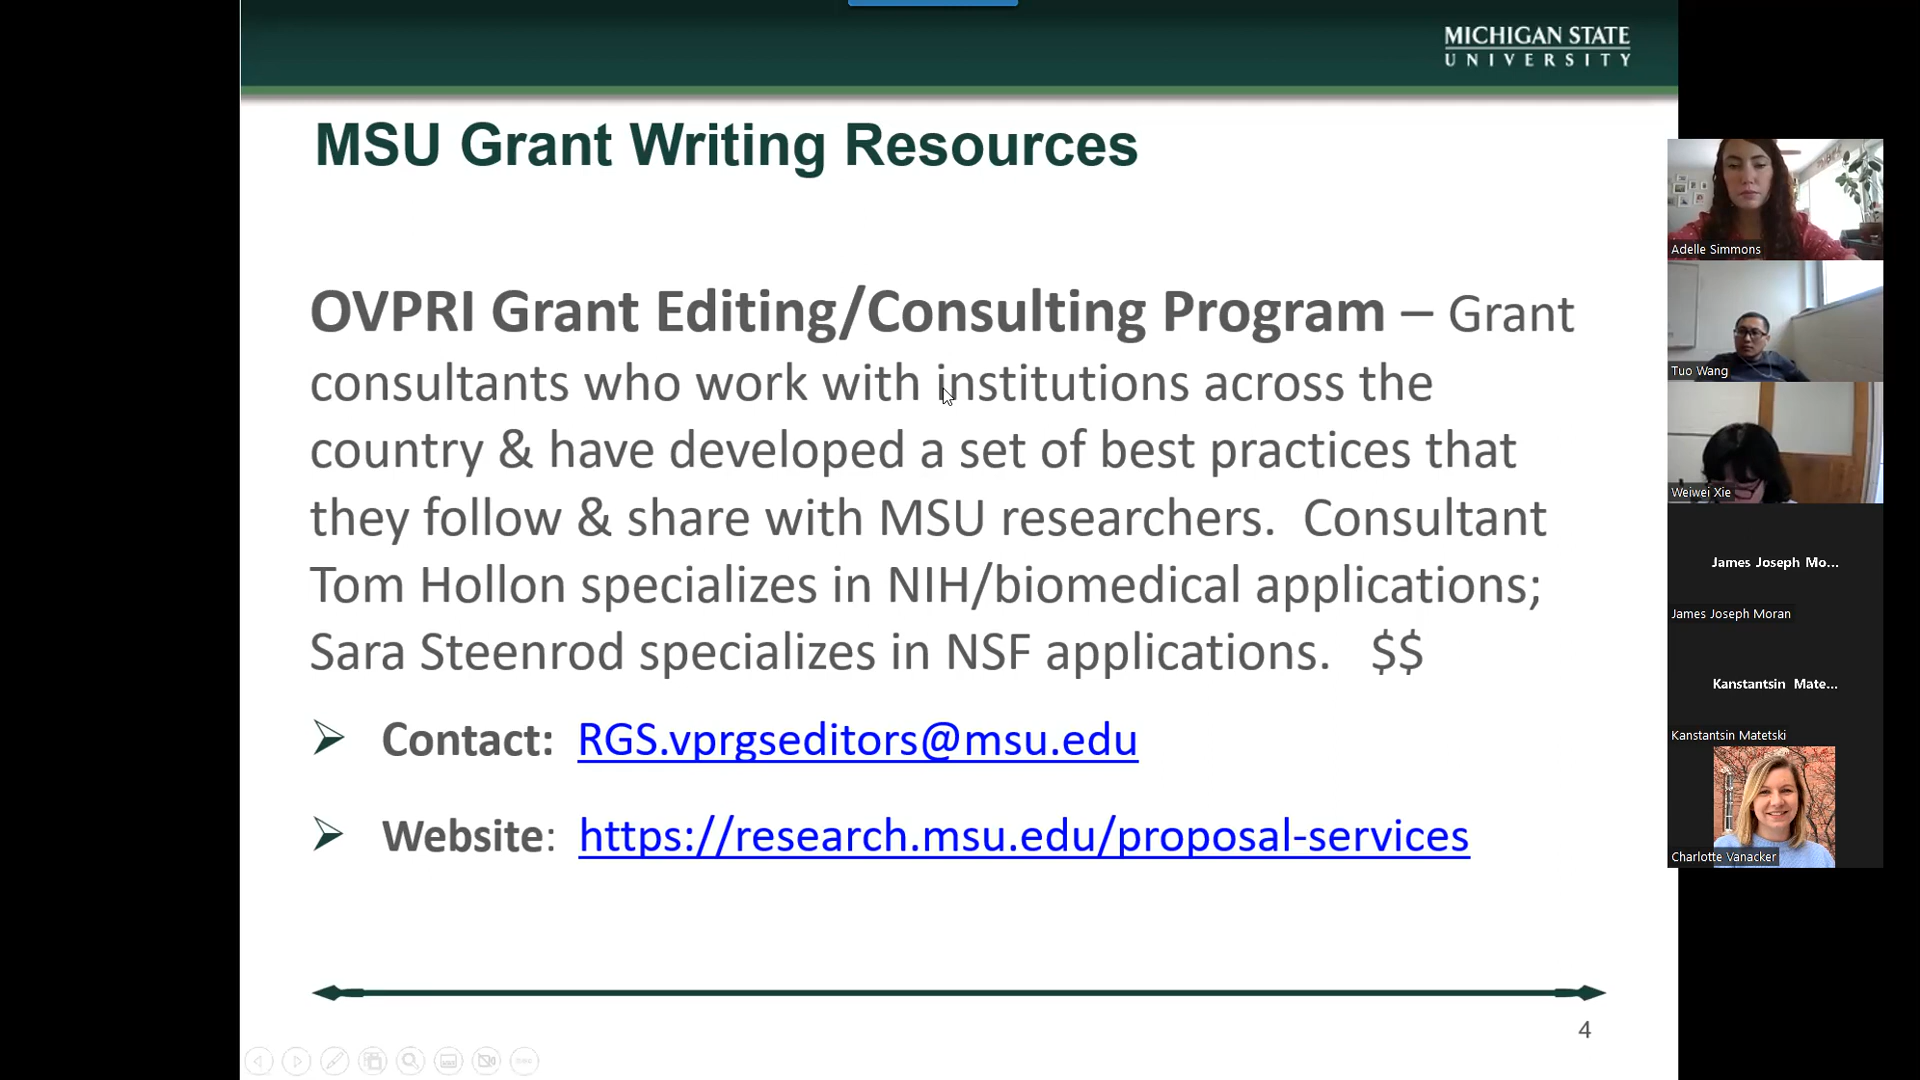 MICHIGAN STATE
UNIVERSITY
MSU Grant Writing Resources
OVPRI Grant Editing/Consulting Program – Grant
consultants who work with institutions across the
country & have developed a set of best practices that
they follow & share with MSU researchers.  Consultant
Tom Hollon specializes in NIH/biomedical applications;
Sara Steenrod specializes in NSF applications.   $$
Contact:  RGS.vprgseditors@msu.edu
Website:  https://research.msu.edu/proposal-services
4
Adelle Simmons
Tuo Wang
Weiwei Xie
James Joseph Mo...
James Joseph Moran
Kanstantsin Mate...
Kanstantsin Matetski
Charlotte Vanacker